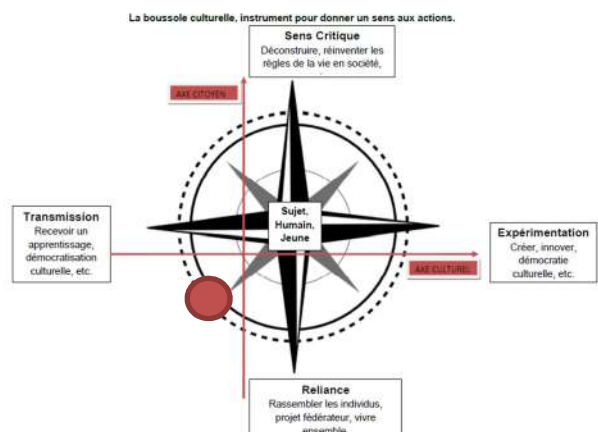 La boussole culturelle, instrument pour donner un sens aux actions.
Sens Critique
Déconstruire, réinventer les
règles de la vie en société,
AXE CITOYEN
Transmission
Recevoir un
apprentissage,
démocratisation
culturelle, etc.
Sujet,
Humain,
Jeune
Expérimentation
Créer, innover,
démocratie
culturelle, etc.
AXE CULTUREL
Reliance
Rassembler les individus,
projet fédérateur, vivre
ensemble